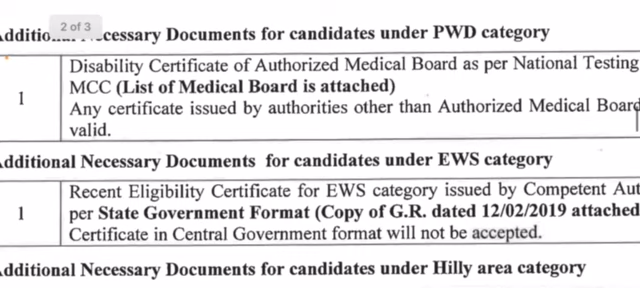 2 of 3
Necessary Documents for candidates under PWD category
Disability Certificate of Authorized Medical Board as per National Testing
1
MCC (List of Medical Board is attached)
Any certificate issued by authorities other than Authorized Medical Board
valid.
dditional Necessary Documents for candidates under EWS category
Recent Eligibility Certificate for EWS category issued by Competent Aut
1
per State Government Format (Copy of G.R. dated 12/02/2019 attached
Certificate in Central Government format will not be accepted.
dditional Necessary Documents for candidates under Hilly area category